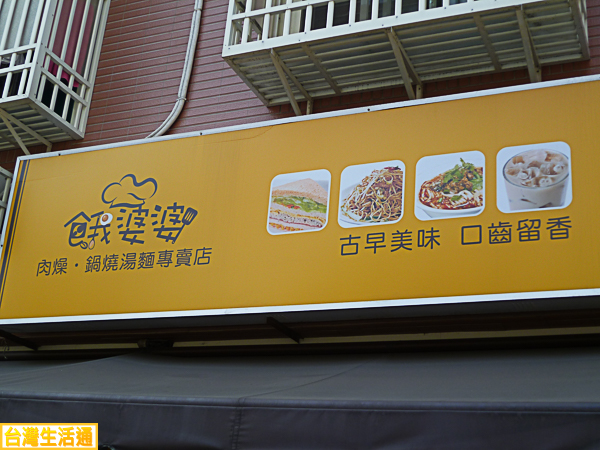 餓婆婆
肉燥・鍋燒湯麵專賣店
古早美味 口齒留香
台灣生活通